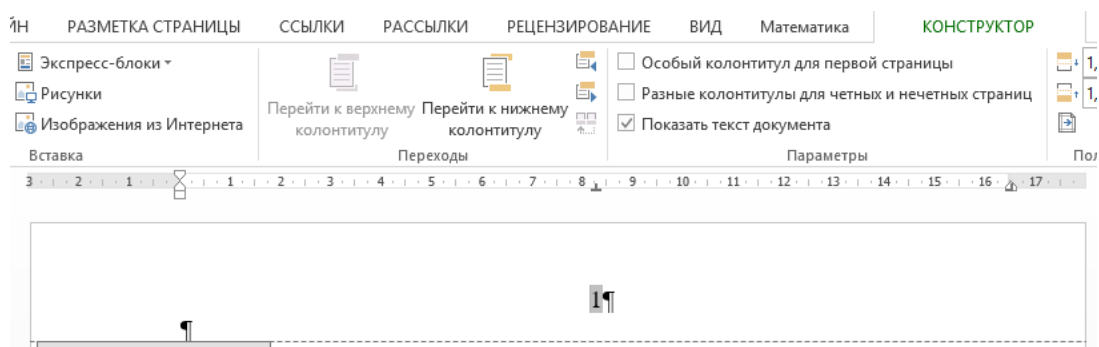 ЙН РАЗМЕТКА СТРАНИЦЫ ССЫЛКИ РАССЫЛКИ РЕЦЕНЗИРОВАНИЕ ВИД Математика КОНСТРУКТОР
Экспресс-блоки
Рисунки
Изображения из Интернета
Вставка
Перейти к верхнему колонтитулу
Перейти к нижнему колонтитулу
Переходы
Особый колонтитул для первой страницы
Разные колонтитулы для четных и нечетных страниц
Показать текст документа
Параметры
1,
1,
Пол
3 2 1 1 2 3 4 5 6 7 8 9 10 11 12 13 14 15 16 17
1¶
¶